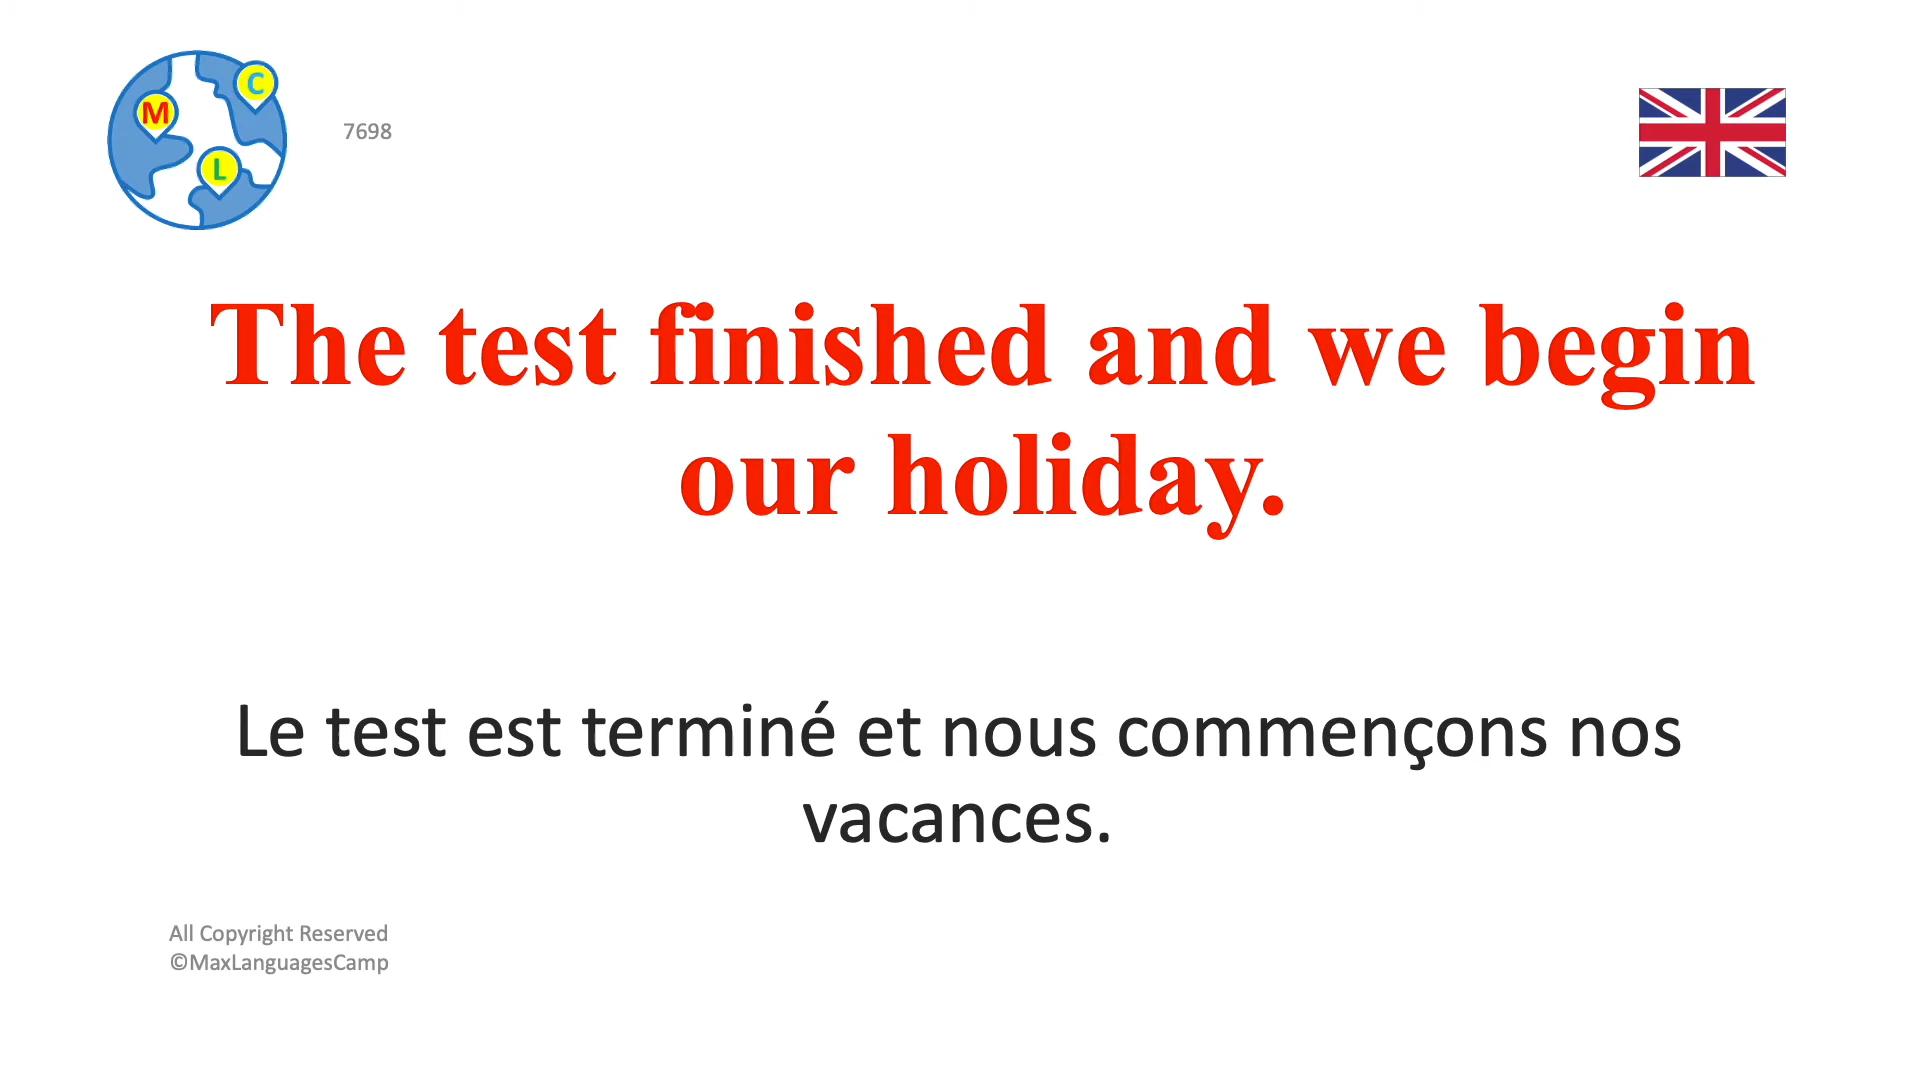 C
M
L
7698
The test finished and we begin
our holiday.
Le test est terminé et nous commençons nos
vacances.
All Copyright Reserved
©MaxLanguagesCamp